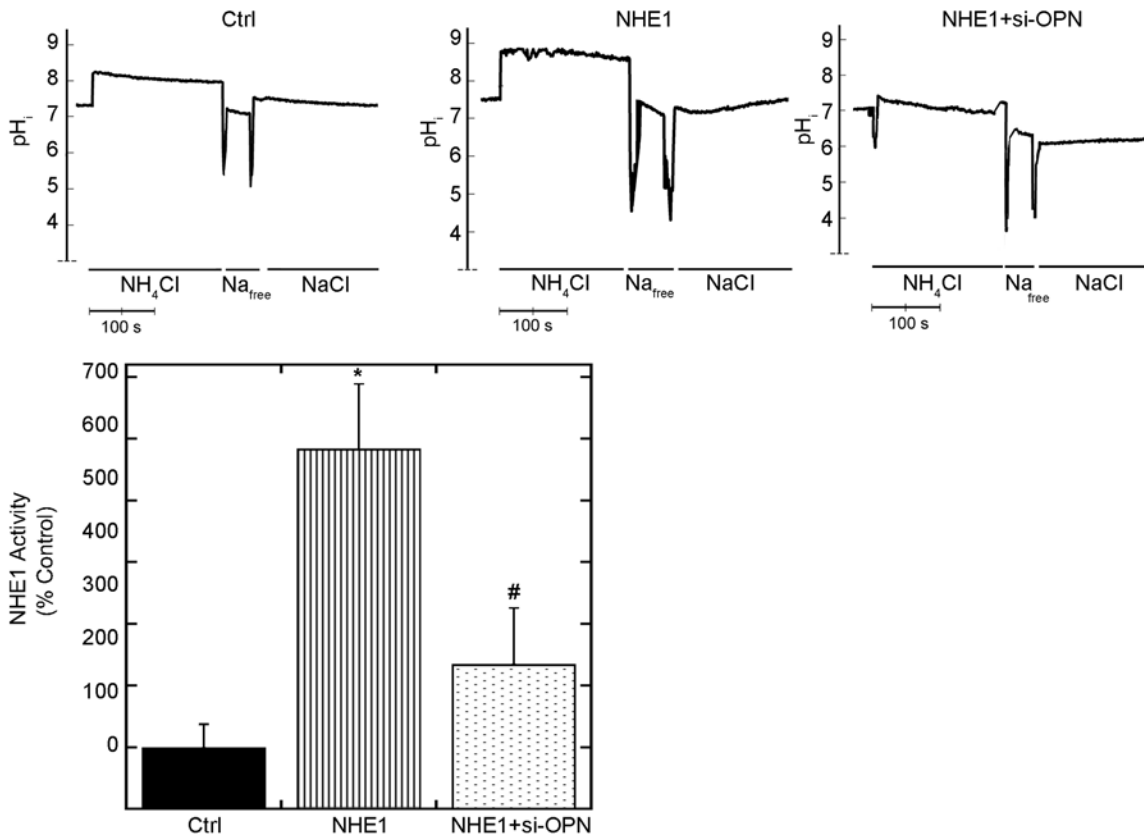 Ctrl
9
8
7
6
5
4
pHi
NH4Cl
Nafree
NaCl
100 s
NHE1
9
8
7
6
5
4
3
pHi
NH4Cl
Nafree
NaCl
100 s
NHE1+si-OPN
9
8
7
6
5
4
pHi
NH4Cl
Nafree
NaCl
100 s
NHE1 Activity
(% Control)
700
600
500
400
300
200
100
0
*
#
Ctrl
NHE1
NHE1+si-OPN